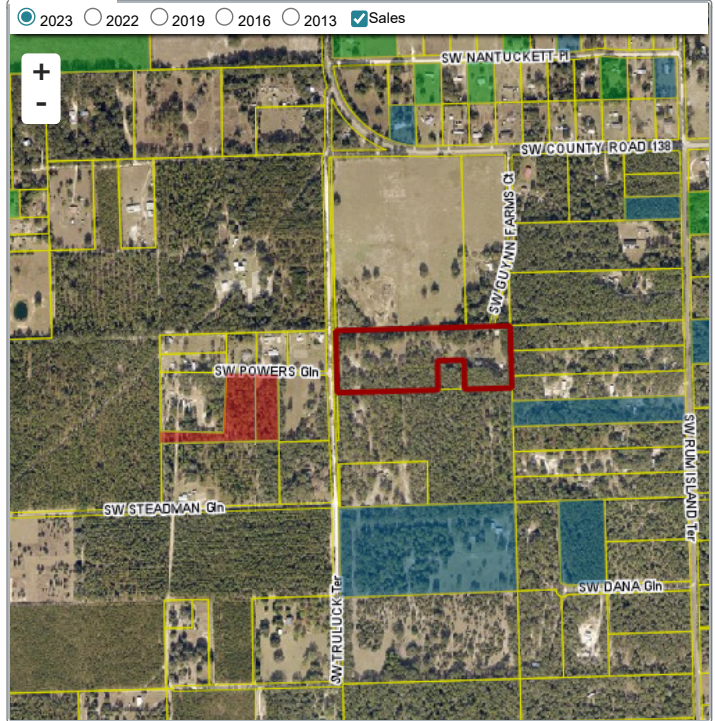 2023 2022 2019 2016 2013 Sales
+
-
SW NANTUCKETT Pl
SW COUNTY ROAD 138
SW GUYNN FARMS Ct
SW POWERS Gln
SW RUM ISLAND Ter
SW STEADMAN Gln
SW TRULUCK Ter
SW DANA Gln